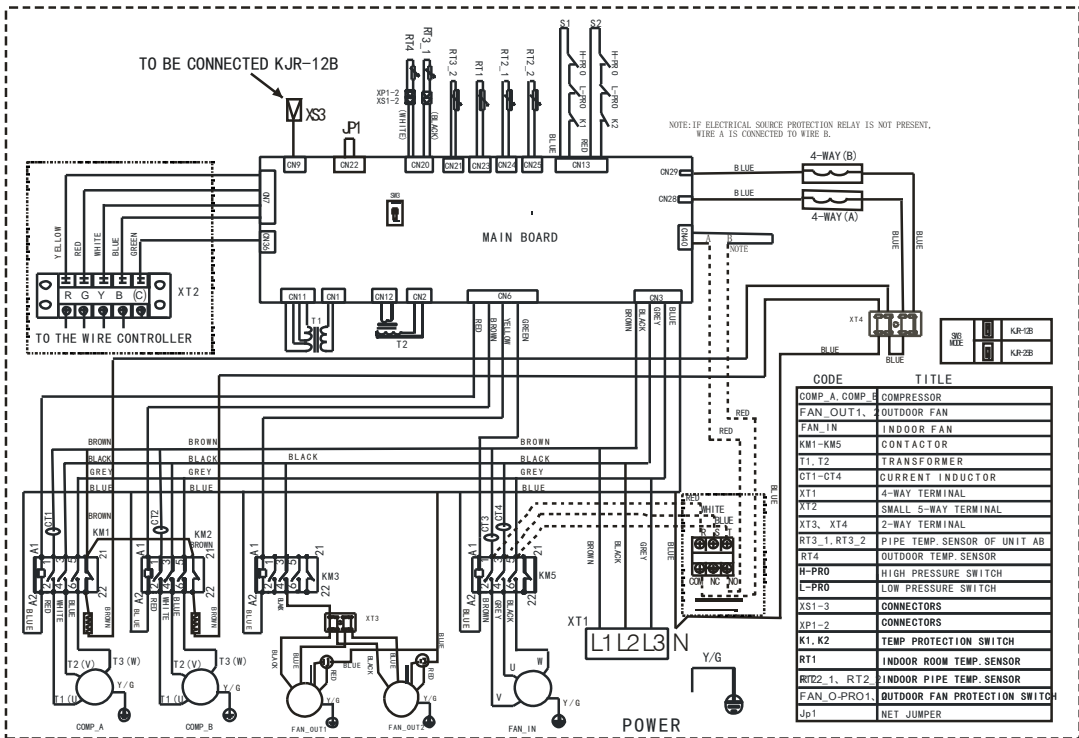 TO BE CONNECTED KJR-12B
XS3
JP1
RT4
RT3_1
RT3_2
RT1
RT2_1
RT2_2
S1
S2
H-PRO
L-PRO
K1
H-PRO
L-PRO
K2
XP1-2
XS1-2
(WHITE)
(BLACK)
BLUE
RED
NOTE:IF ELECTRICAL SOURCE PROTECTION RELAY IS NOT PRESENT,
WIRE A IS CONNECTED TO WIRE B.
CN9
CN22
CN20
CN21
CN23
CN24
CN25
CN13
CN7
CN36
SW3
MAIN BOARD
CN29
CN28
CN40
BLUE
BLUE
4-WAY(B)
4-WAY(A)
BLUE
BLUE
A
B
NOTE
CN11
CN1
CN12
CN2
CN6
CN3
T1
T2
YELLOW
RED
WHITE
BLUE
GREEN
R
G
Y
B
(C)
XT2
TO THE WIRE CONTROLLER
RED
BROWN
YELLOW
GREEN
BROWN
BLACK
GREY
BLUE
XT4
BLUE
BLUE
SW3
MODE
KJR-12B
KJR-25B
RED
RED
BLUE
BROWN
BROWN
BROWN
BLACK
BLACK
BLACK
GREY
GREY
GREY
BLUE
BLUE
BLUE
CT1
BROWN
KM1
CT2
KM2
BROWN
CT3
CT4
KM3
KM5
A1
A2
1
3
5
2
4
6
21
22
BLUE
RED
WHITE
BLUE
BROWN
BLUE
RED
WHITE
BLUE
BROWN
BLUE
XT3
BLUE
BROWN
GREY
BLACK
BLACK
BLUE
RED
BLUE
BLACK
BLUE
RED
BLUE
T2(V)
T3(W)
T1(U
Y/G
COMP_A
T2(V)
T3(W)
T1(U
Y/G
COMP_B
Y/G
FAN_OUT1
Y/G
FAN_OUT2
U
V
W
Y/G
FAN_IN
RED
WHITE
BLUE
R
S
T
COM
NC
NO
BROWN
BLACK
GREY
XT1
L1 L2 L3 N
POWER
Y/G
CODE TITLE
COMP_A, COMP_B COMPRESSOR
FAN_OUT1、2 OUTDOOR FAN
FAN_IN INDOOR FAN
KM1-KM5 CONTACTOR
T1, T2 TRANSFORMER
CT1-CT4 CURRENT INDUCTOR
XT1 4-WAY TERMINAL
XT2 SMALL 5-WAY TERMINAL
XT3、XT4 2-WAY TERMINAL
RT3_1, RT3_2 PIPE TEMP. SENSOR OF UNIT AB
RT4 OUTDOOR TEMP. SENSOR
H-PRO HIGH PRESSURE SWITCH
L-PRO LOW PRESSURE SWITCH
XS1-3 CONNECTORS
XP1-2 CONNECTORS
K1, K2 TEMP PROTECTION SWITCH
RT1 INDOOR ROOM TEMP. SENSOR
RT2_1、RT2_2 INDOOR PIPE TEMP. SENSOR
FAN_O-PRO1、 OUTDOOR FAN PROTECTION SWITCH
Jp1 NET JUMPER